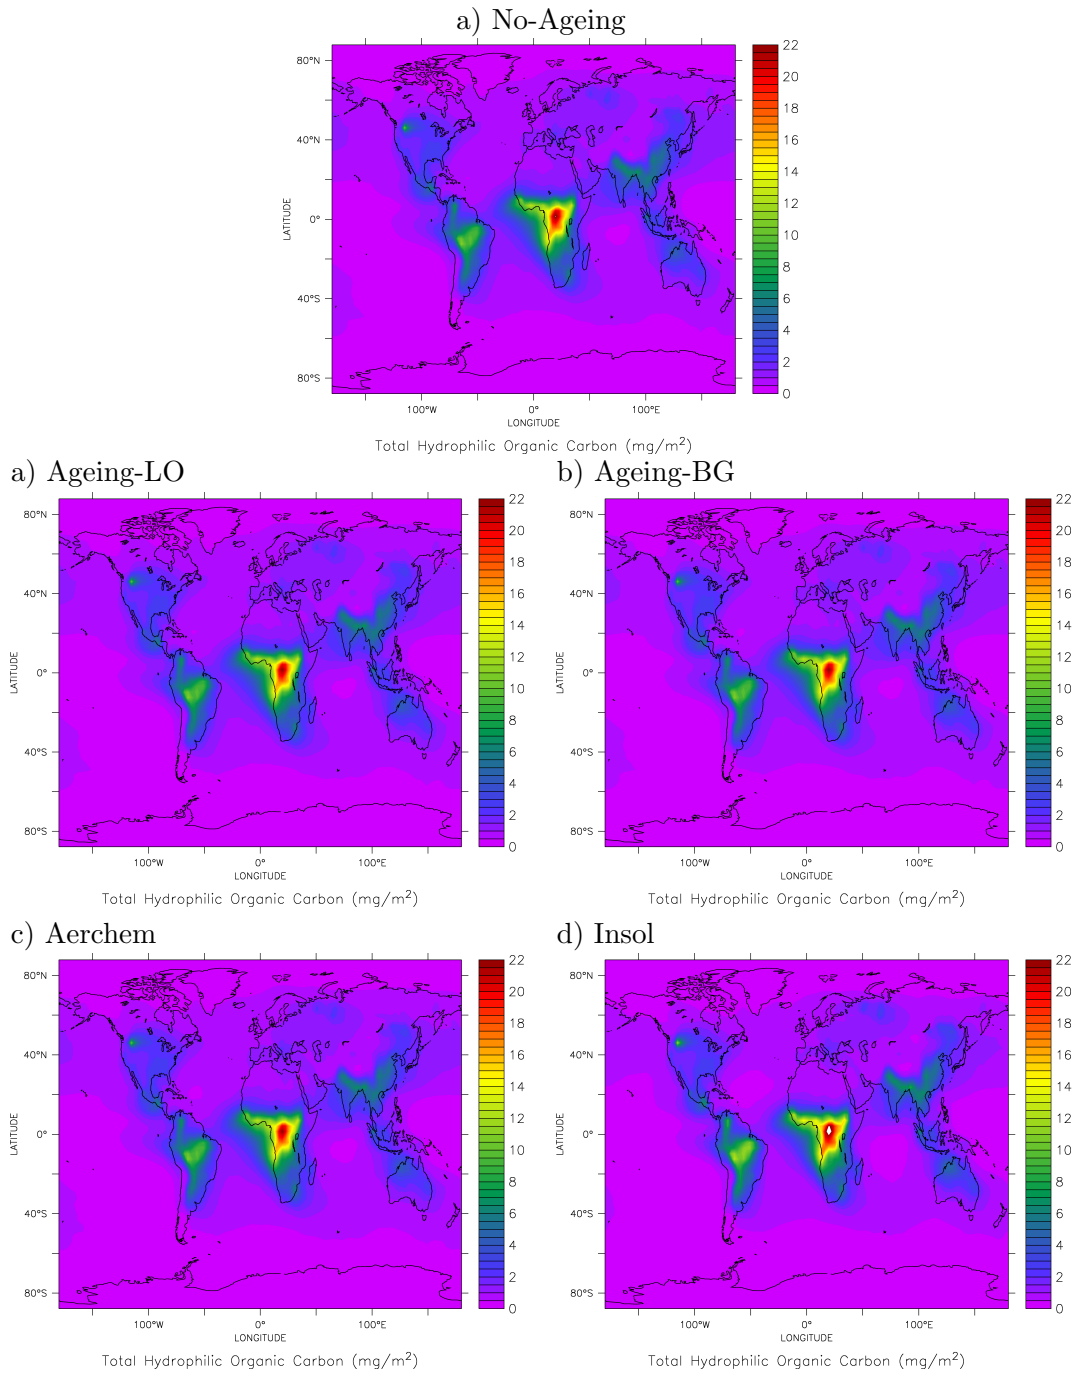 a) No-Ageing
80°N
40°N
0°
40°S
80°S
LATITUDE
100°W 0° 100°E
LONGITUDE
22
20
18
16
14
12
10
8
6
4
2
0
Total Hydrophilic Organic Carbon (mg/m²)
a) Ageing-LO
80°N
40°N
0°
40°S
80°S
LATITUDE
100°W 0° 100°E
LONGITUDE
22
20
18
16
14
12
10
8
6
4
2
0
Total Hydrophilic Organic Carbon (mg/m²)
b) Ageing-BG
80°N
40°N
0°
40°S
80°S
LATITUDE
100°W 0° 100°E
LONGITUDE
22
20
18
16
14
12
10
8
6
4
2
0
Total Hydrophilic Organic Carbon (mg/m²)
c) Aerchem
80°N
40°N
0°
40°S
80°S
LATITUDE
100°W 0° 100°E
LONGITUDE
22
20
18
16
14
12
10
8
6
4
2
0
Total Hydrophilic Organic Carbon (mg/m²)
d) Insol
80°N
40°N
0°
40°S
80°S
LATITUDE
100°W 0° 100°E
LONGITUDE
22
20
18
16
14
12
10
8
6
4
2
0
Total Hydrophilic Organic Carbon (mg/m²)